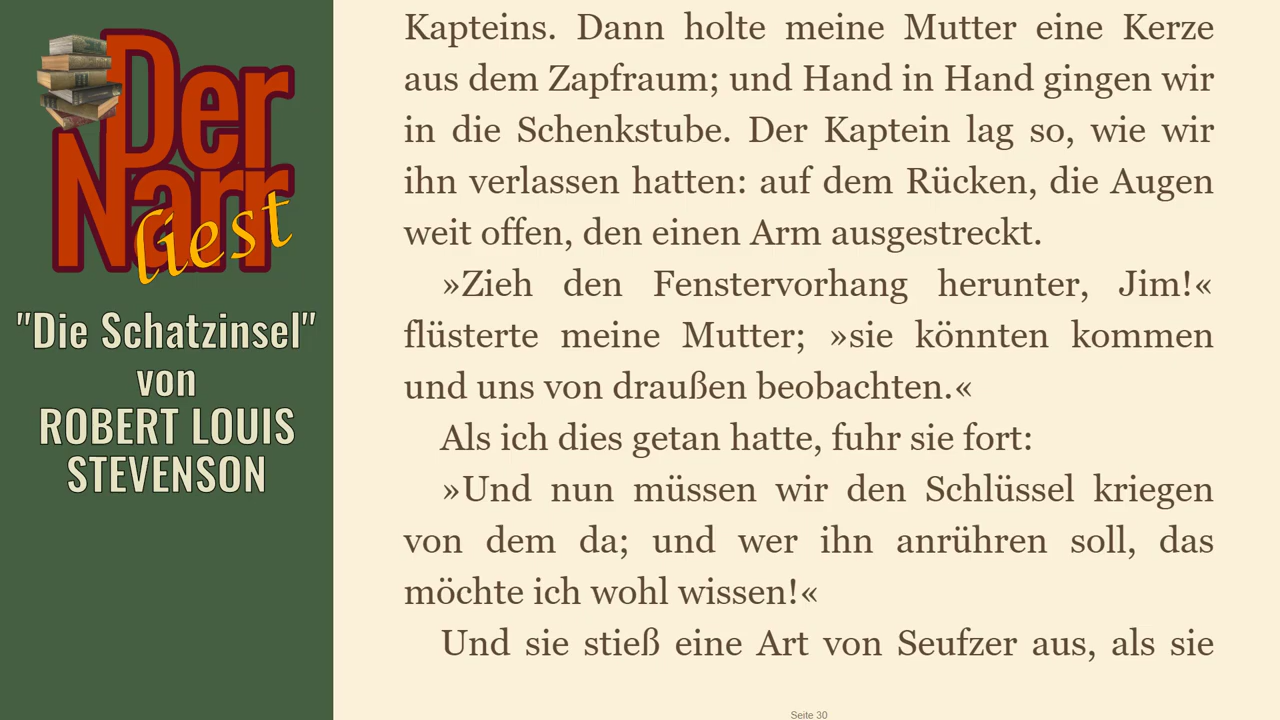 Der
Narr
liest
"Die Schatzinsel"
von
ROBERT LOUIS
STEVENSON
Kapteins. Dann holte meine Mutter eine Kerze
aus dem Zapfraum; und Hand in Hand gingen wir
in die Schenkstube. Der Kaptein lag so, wie wir
ihn verlassen hatten: auf dem Rücken, die Augen
weit offen, den einen Arm ausgestreckt.
»Zieh den Fenstervorhang herunter, Jim!«
flüsterte meine Mutter; »sie könnten kommen
und uns von draußen beobachten.«
Als ich dies getan hatte, fuhr sie fort:
»Und nun müssen wir den Schlüssel kriegen
von dem da; und wer ihn anrühren soll, das
möchte ich wohl wissen!«
Und sie stieß eine Art von Seufzer aus, als sie
Seite 30